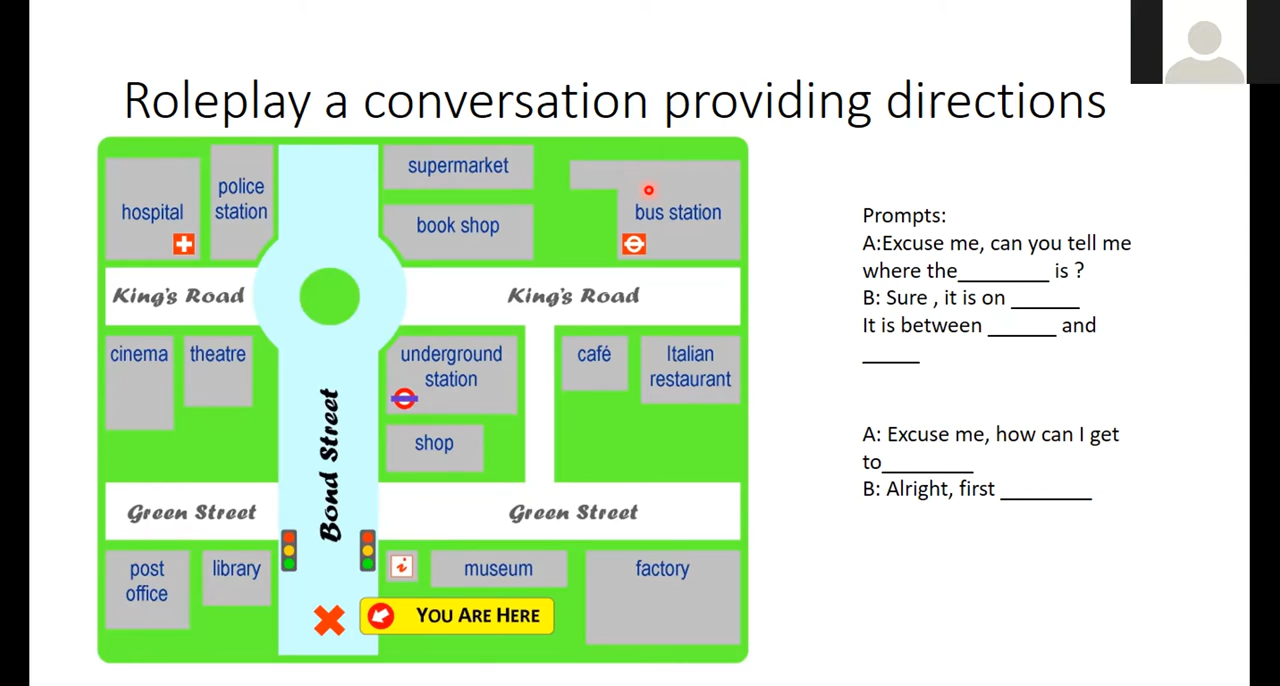 Roleplay a conversation providing directions
hospital
police
station
supermarket
book shop
bus station
King's Road
King's Road
cinema
theatre
underground
station
café
Italian
restaurant
shop
Bond Street
Green Street
Green Street
post
office
library
i
museum
factory
YOU ARE HERE
Prompts:
A:Excuse me, can you tell me
where the_________ is ?
B: Sure , it is on _______
It is between _______ and
______
A: Excuse me, how can I get
to_________
B: Alright, first _________